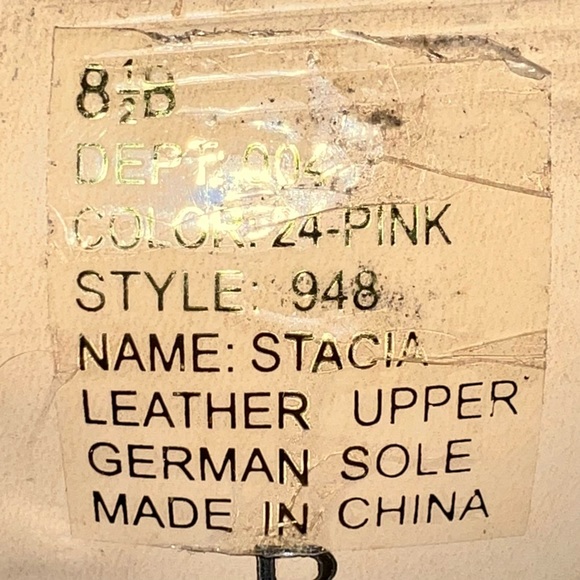 8½B
DEPT: 004
COLOR: 24-PINK
STYLE: 948
NAME: STACIA
LEATHER UPPER
GERMAN SOLE
MADE IN CHINA